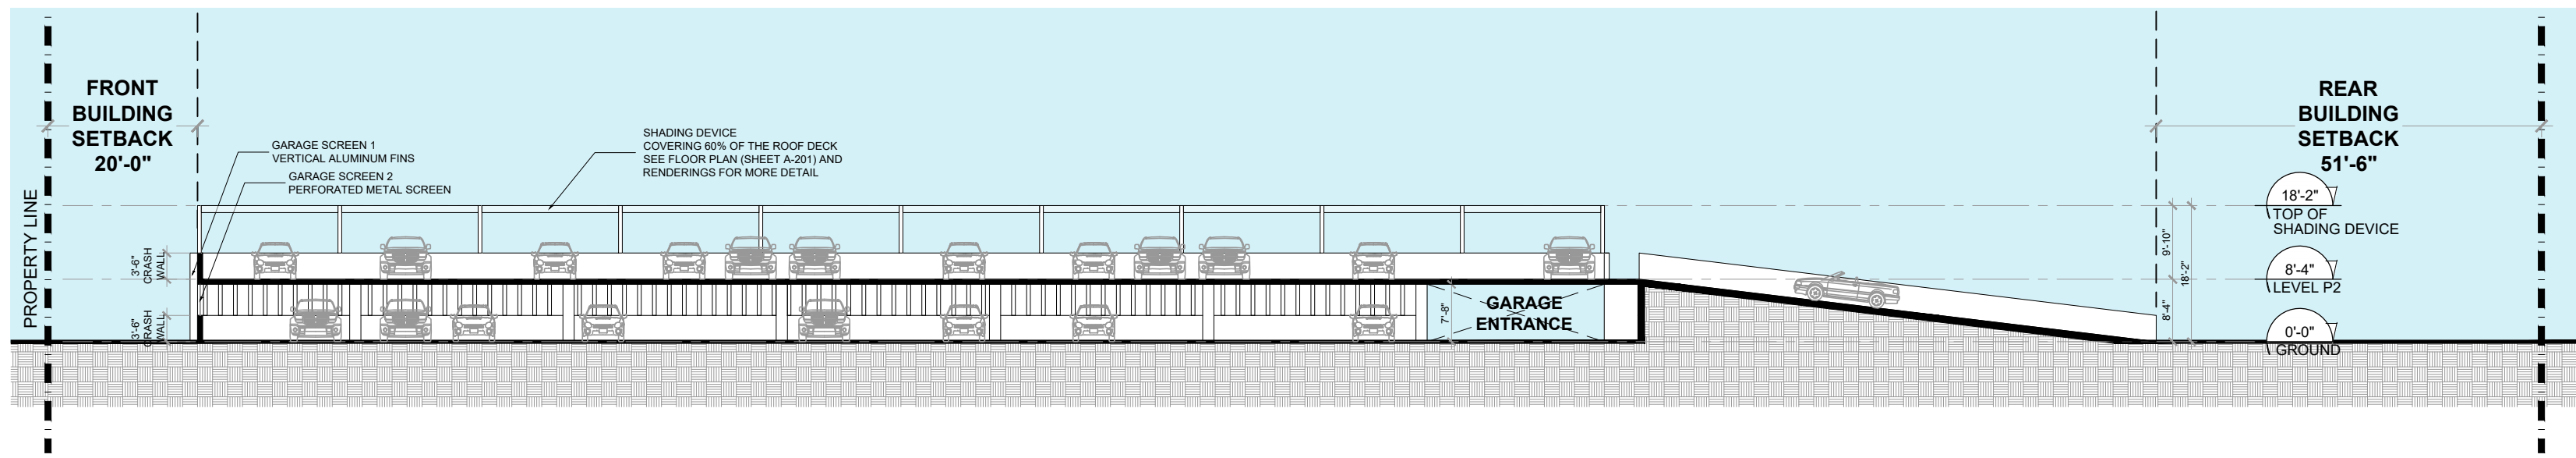 FRONT
BUILDING
SETBACK
20'-0"
PROPERTY LINE
GARAGE SCREEN 1
VERTICAL ALUMINUM FINS
GARAGE SCREEN 2
PERFORATED METAL SCREEN
SHADING DEVICE
COVERING 60% OF THE ROOF DECK
SEE FLOOR PLAN (SHEET A-201) AND
RENDERINGS FOR MORE DETAIL
3'-6"
CRASH
WALL
3'-6"
CRASH
WALL
7'-8"
GARAGE
ENTRANCE
REAR
BUILDING
SETBACK
51'-6"
9'-10"
18'-2"
8'-4"
18'-2"
TOP OF
SHADING DEVICE
8'-4"
LEVEL P2
0'-0"
GROUND